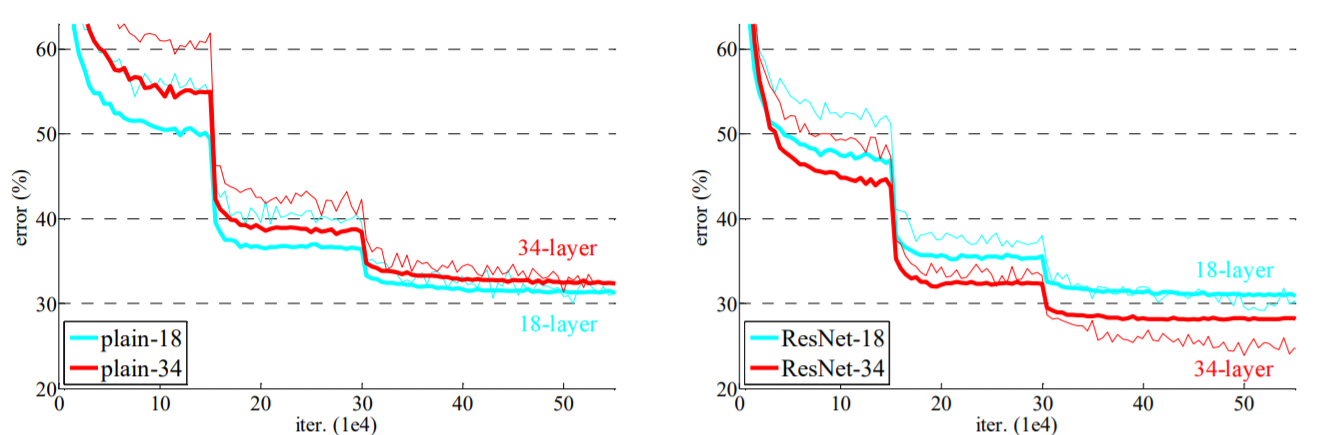 60
50
40
30
20
error (%)
0 10 20 30 40 50
iter. (1e4)
34-layer
18-layer
plain-18
plain-34
60
50
40
30
20
error (%)
0 10 20 30 40 50
iter. (1e4)
18-layer
34-layer
ResNet-18
ResNet-34